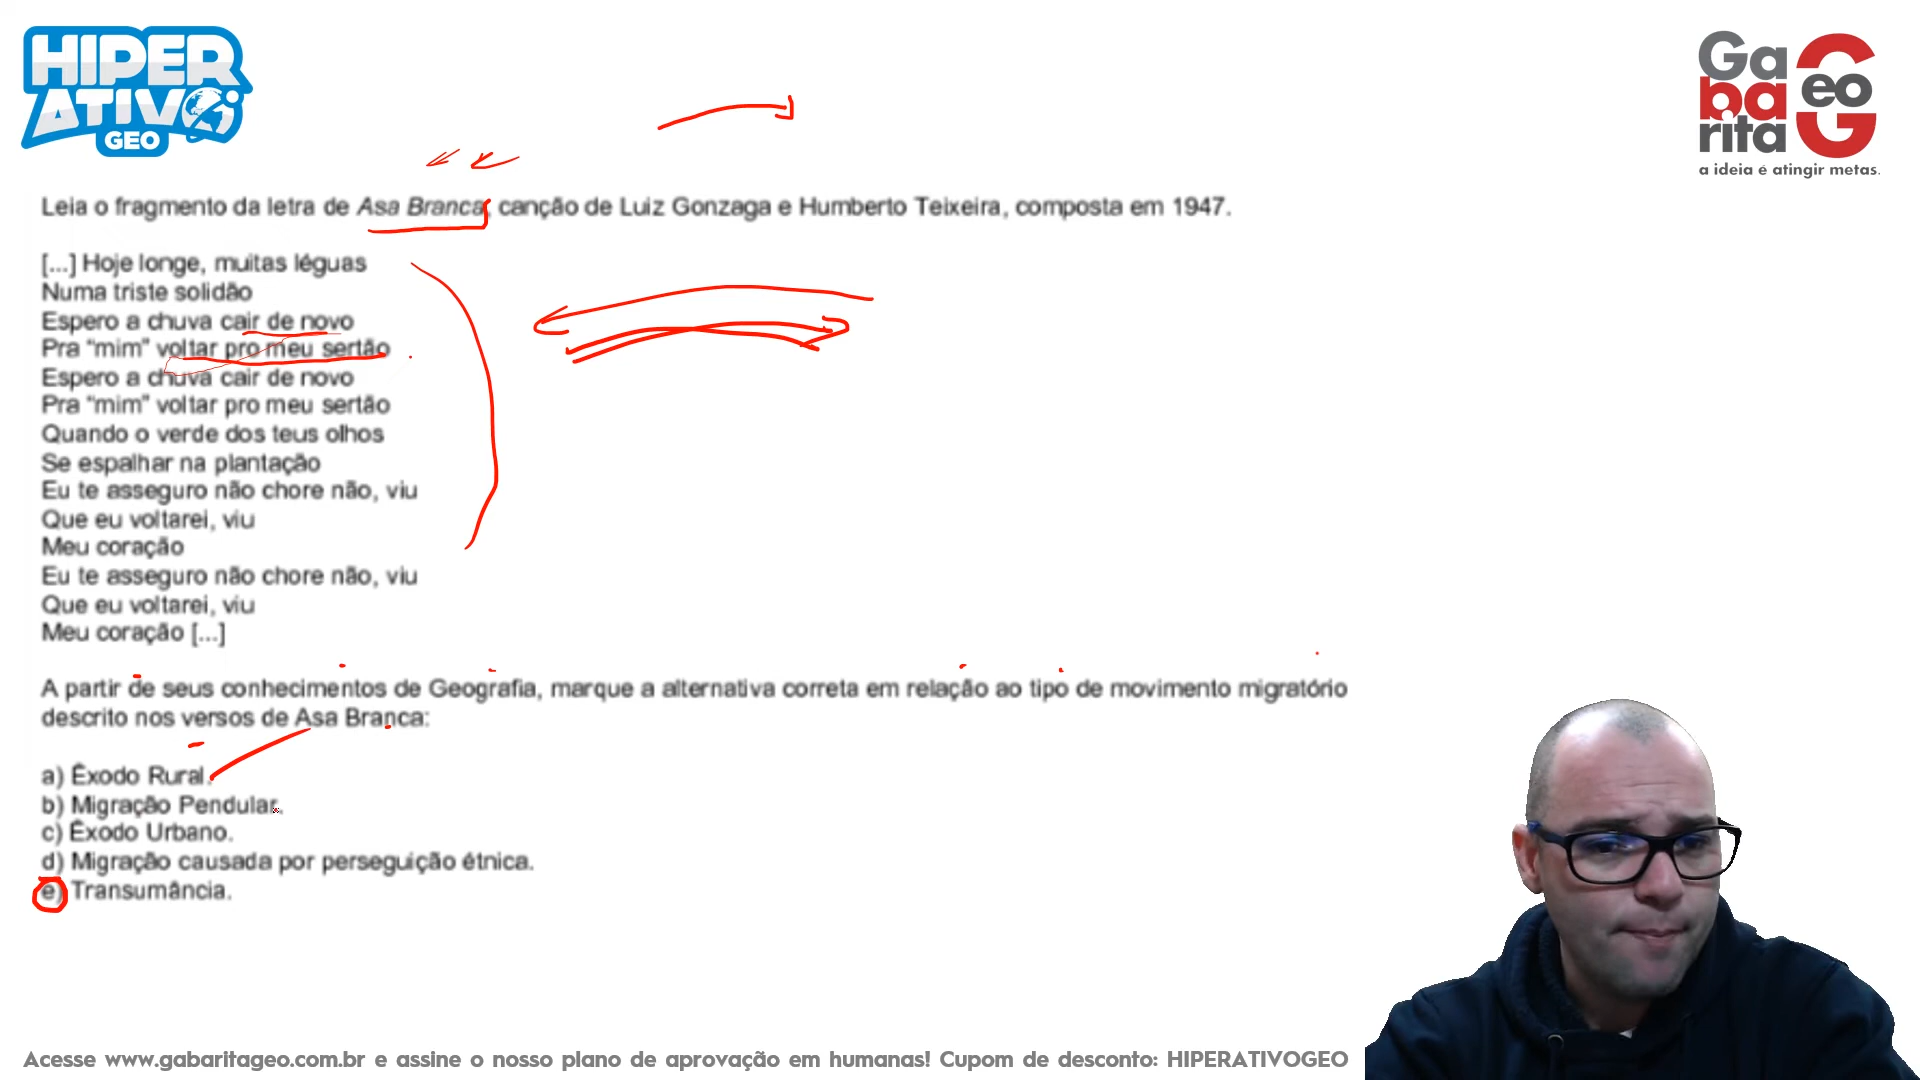 HIPER
ATIVO
GEO
Ga
ba
rita
Geo
a ideia é atingir metas.
Leia o fragmento da letra de Asa Branca, canção de Luiz Gonzaga e Humberto Teixeira, composta em 1947.
[...] Hoje longe, muitas léguas
Numa triste solidão
Espero a chuva cair de novo
Pra “mim” voltar pro meu sertão
Espero a chuva cair de novo
Pra “mim” voltar pro meu sertão
Quando o verde dos teus olhos
Se espalhar na plantação
Eu te asseguro não chore não, viu
Que eu voltarei, viu
Meu coração
Eu te asseguro não chore não, viu
Que eu voltarei, viu
Meu coração [...]
A partir de seus conhecimentos de Geografia, marque a alternativa correta em relação ao tipo de movimento migratório
descrito nos versos de Asa Branca:
a) Êxodo Rural.
b) Migração Pendular.
c) Êxodo Urbano.
d) Migração causada por perseguição étnica.
e) Transumância.
Acesse www.gabaritageo.com.br e assine o nosso plano de aprovação em humanas! Cupom de desconto: HIPERATIVOGEO